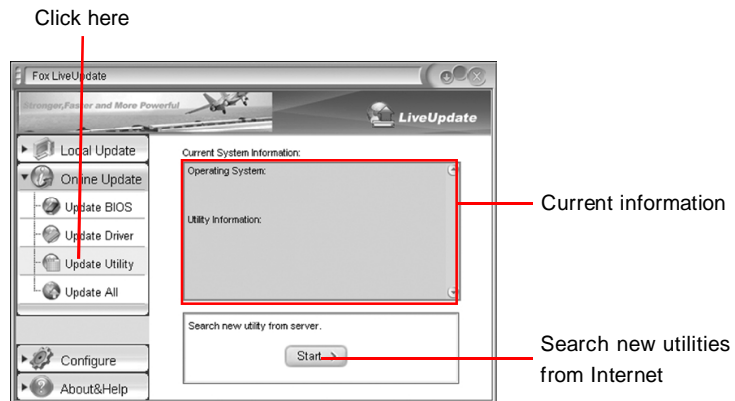 Click here
Fox LiveUpdate
Stronger,Faster and More Powerful
LiveUpdate
Local Update
Online Update
Update BIOS
Update Driver
Update Utility
Update All
Configure
About&Help
Current System Information:
Operating System:
Utility Information:
Search new utility from server.
Start
Current information
Search new utilities
from Internet